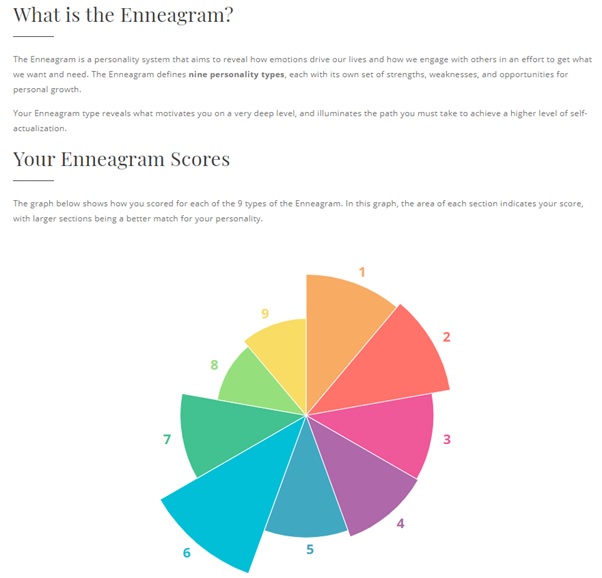 What is the Enneagram?
The Enneagram is a personality system that aims to reveal how emotions drive our lives and how we engage with others in an effort to get what
we want and need. The Enneagram defines nine personality types, each with its own set of strengths, weaknesses, and opportunities for
personal growth.
Your Enneagram type reveals what motivates you on a very deep level, and illuminates the path you must take to achieve a higher level of self-
actualization.
Your Enneagram Scores
The graph below shows how you scored for each of the 9 types of the Enneagram. In this graph, the area of each section indicates your score,
with larger sections being a better match for your personality.
1
2
3
4
5
6
7
8
9